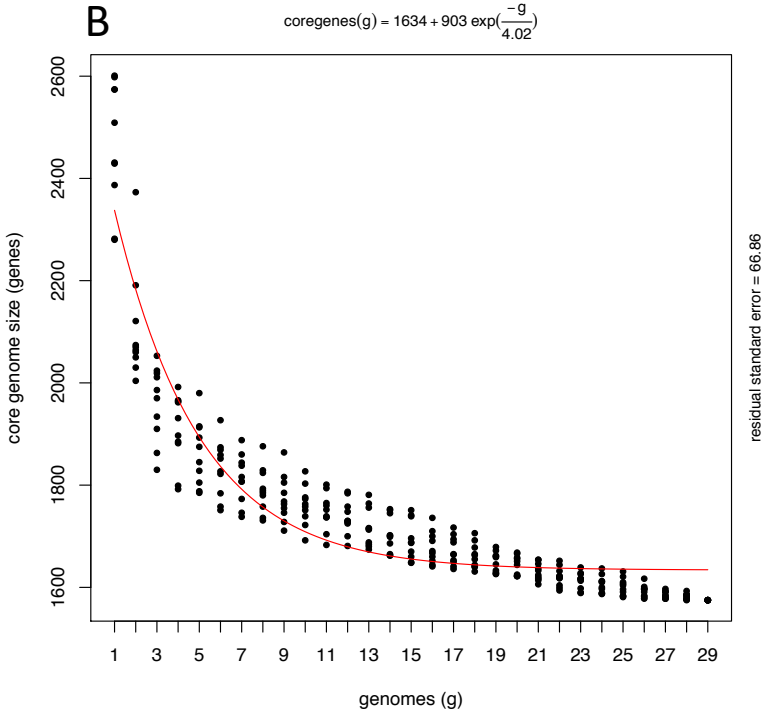 B
coregenes(g) = 1634 + 903 exp(−g/4.02)
core genome size (genes)
2600
2400
2200
2000
1800
1600
1 3 5 7 9 11 13 15 17 19 21 23 25 27 29
genomes (g)
residual standard error = 66.86